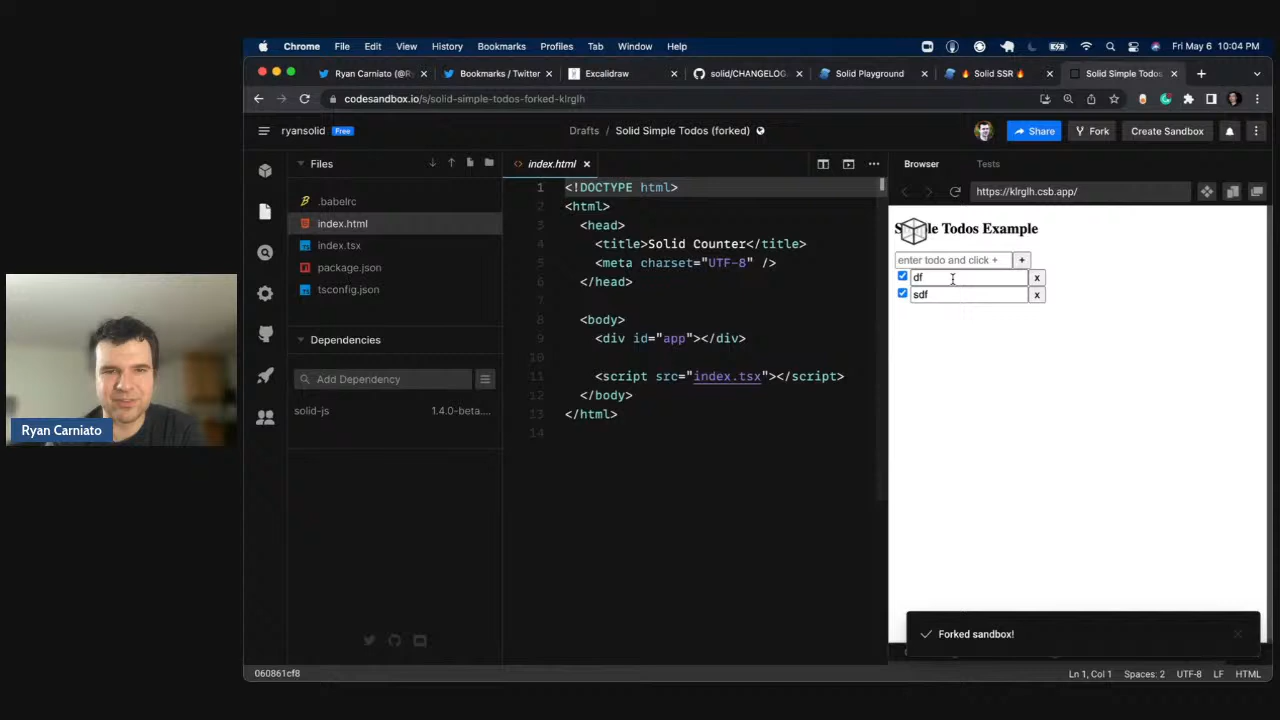 Chrome File Edit View History Bookmarks Profiles Tab Window Help Fri May 6 10:04 PM
Ryan Carniato (@R Bookmarks / Twitter Excalidraw solid/CHANGELOG. Solid Playground 🔥 Solid SSR 🔥 Solid Simple Todos
codesandbox.io/s/solid-simple-todos-forked-klrglh
ryansolid Free Drafts / Solid Simple Todos (forked) Share Fork Create Sandbox
Files
.babelrc
index.html
index.tsx
package.json
tsconfig.json
Dependencies
Add Dependency
solid-js 1.4.0-beta....
060861cf8
index.html
1 <!DOCTYPE html>
2 <html>
3 <head>
4 <title>Solid Counter</title>
5 <meta charset="UTF-8" />
6 </head>
7
8 <body>
9 <div id="app"></div>
10
11 <script src="index.tsx"></script>
12 </body>
13 </html>
14
Browser Tests
https://klrglh.csb.app/
le Todos Example
enter todo and click + +
df x
sdf x
Forked sandbox!
Ln 1, Col 1 Spaces: 2 UTF-8 LF HTML
Ryan Carniato